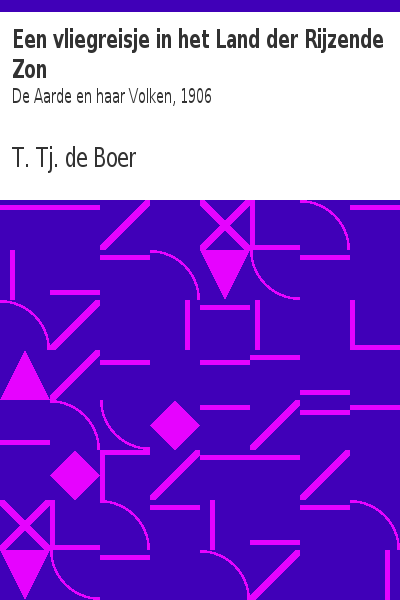 Een vliegreisje in het Land der Rijzende
Zon
De Aarde en haar Volken, 1906
T. Tj. de Boer